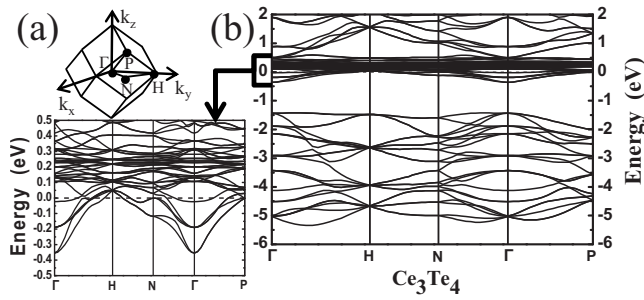 (a)
k_z
Γ
P
N
H
k_x
k_y
Energy (eV)
0.5
0.4
0.3
0.2
0.1
0.0
-0.1
-0.2
-0.3
-0.4
-0.5
Γ H N Γ P
(b)
2 2
1 1
0 0
-1 -1
-2 -2
-3 -3
-4 -4
-5 -5
-6 -6
Energy (eV)
Γ H N Γ P
Ce₃Te₄